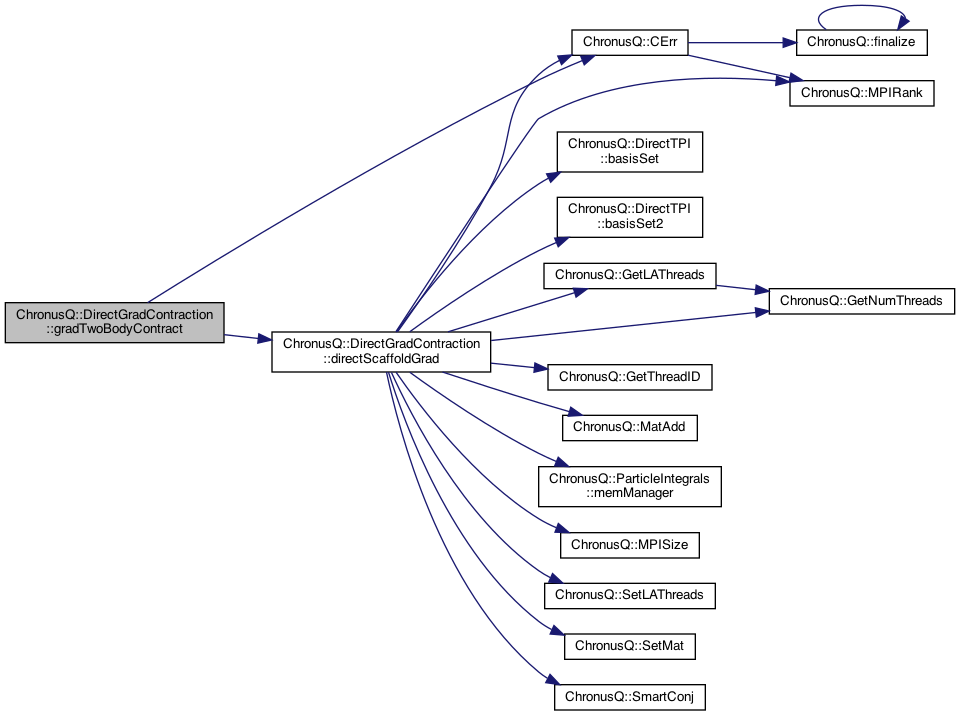 ChronusQ::DirectGradContraction
::gradTwoBodyContract
ChronusQ::DirectGradContraction
::directScaffoldGrad
ChronusQ::CErr
ChronusQ::finalize
ChronusQ::MPIRank
ChronusQ::DirectTPI
::basisSet
ChronusQ::DirectTPI
::basisSet2
ChronusQ::GetLAThreads
ChronusQ::GetNumThreads
ChronusQ::GetThreadID
ChronusQ::MatAdd
ChronusQ::ParticleIntegrals
::memManager
ChronusQ::MPISize
ChronusQ::SetLAThreads
ChronusQ::SetMat
ChronusQ::SmartConj